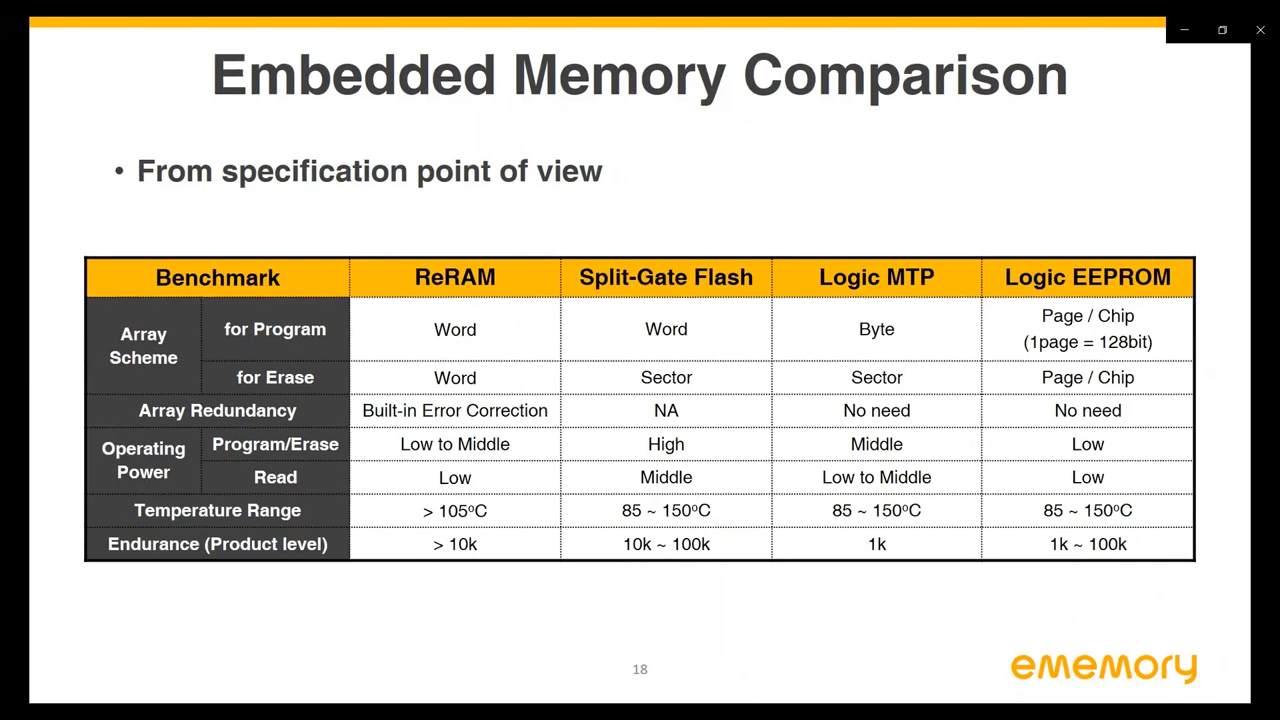 Embedded Memory Comparison
• From specification point of view
Benchmark ReRAM Split-Gate Flash Logic MTP Logic EEPROM
Array Scheme for Program Word Word Byte Page / Chip (1page = 128bit)
for Erase Word Sector Sector Page / Chip
Array Redundancy Built-in Error Correction NA No need No need
Operating Power Program/Erase Low to Middle High Middle Low
Read Low Middle Low to Middle Low
Temperature Range > 105ºC 85 ~ 150ºC 85 ~ 150ºC 85 ~ 150ºC
Endurance (Product level) > 10k 10k ~ 100k 1k 1k ~ 100k
18
ememory